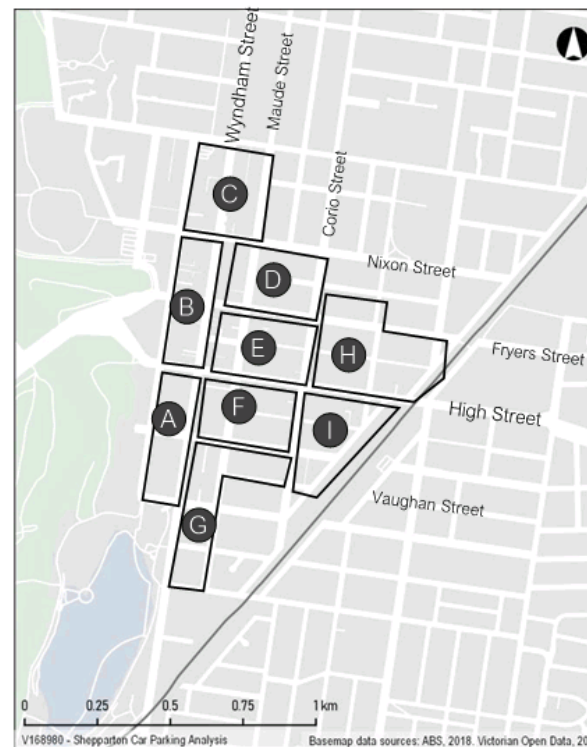 Wyndham Street
Maude Street
Corio Street
C
Nixon Street
D
B
E
H
Fryers Street
F
A
I
High Street
Vaughan Street
G
0 0.25 0.5 0.75 1 km
V168980 - Shepparton Car Parking Analysis
Basemap data sources: ABS, 2018. Victorian Open Data, 20